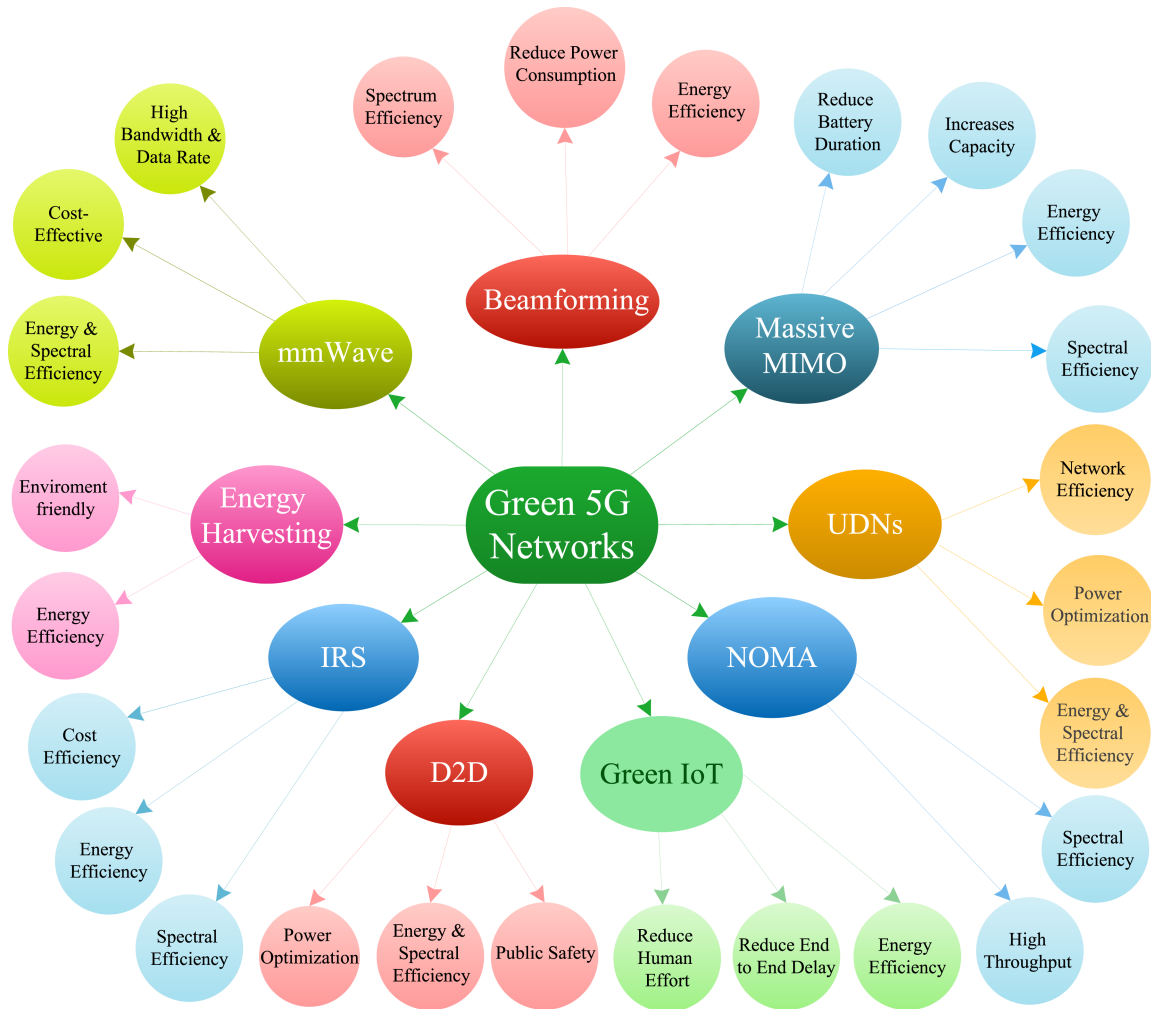 Reduce Power
Consumption
Spectrum
Efficiency
Energy
Efficiency
Reduce
Battery
Duration
Increases
Capacity
High
Bandwidth &
Data Rate
Cost-
Effective
Energy &
Spectral
Efficiency
mmWave
Beamforming
Massive
MIMO
Energy
Efficiency
Spectral
Efficiency
Enviroment
friendly
Energy
Efficiency
Energy
Harvesting
Green 5G
Networks
UDNs
Network
Efficiency
Power
Optimization
Energy &
Spectral
Efficiency
IRS
Cost
Efficiency
Energy
Efficiency
Spectral
Efficiency
D2D
Power
Optimization
Energy &
Spectral
Efficiency
Public Safety
Green IoT
Reduce
Human
Effort
Reduce End
to End Delay
Energy
Efficiency
NOMA
Spectral
Efficiency
High
Throughput